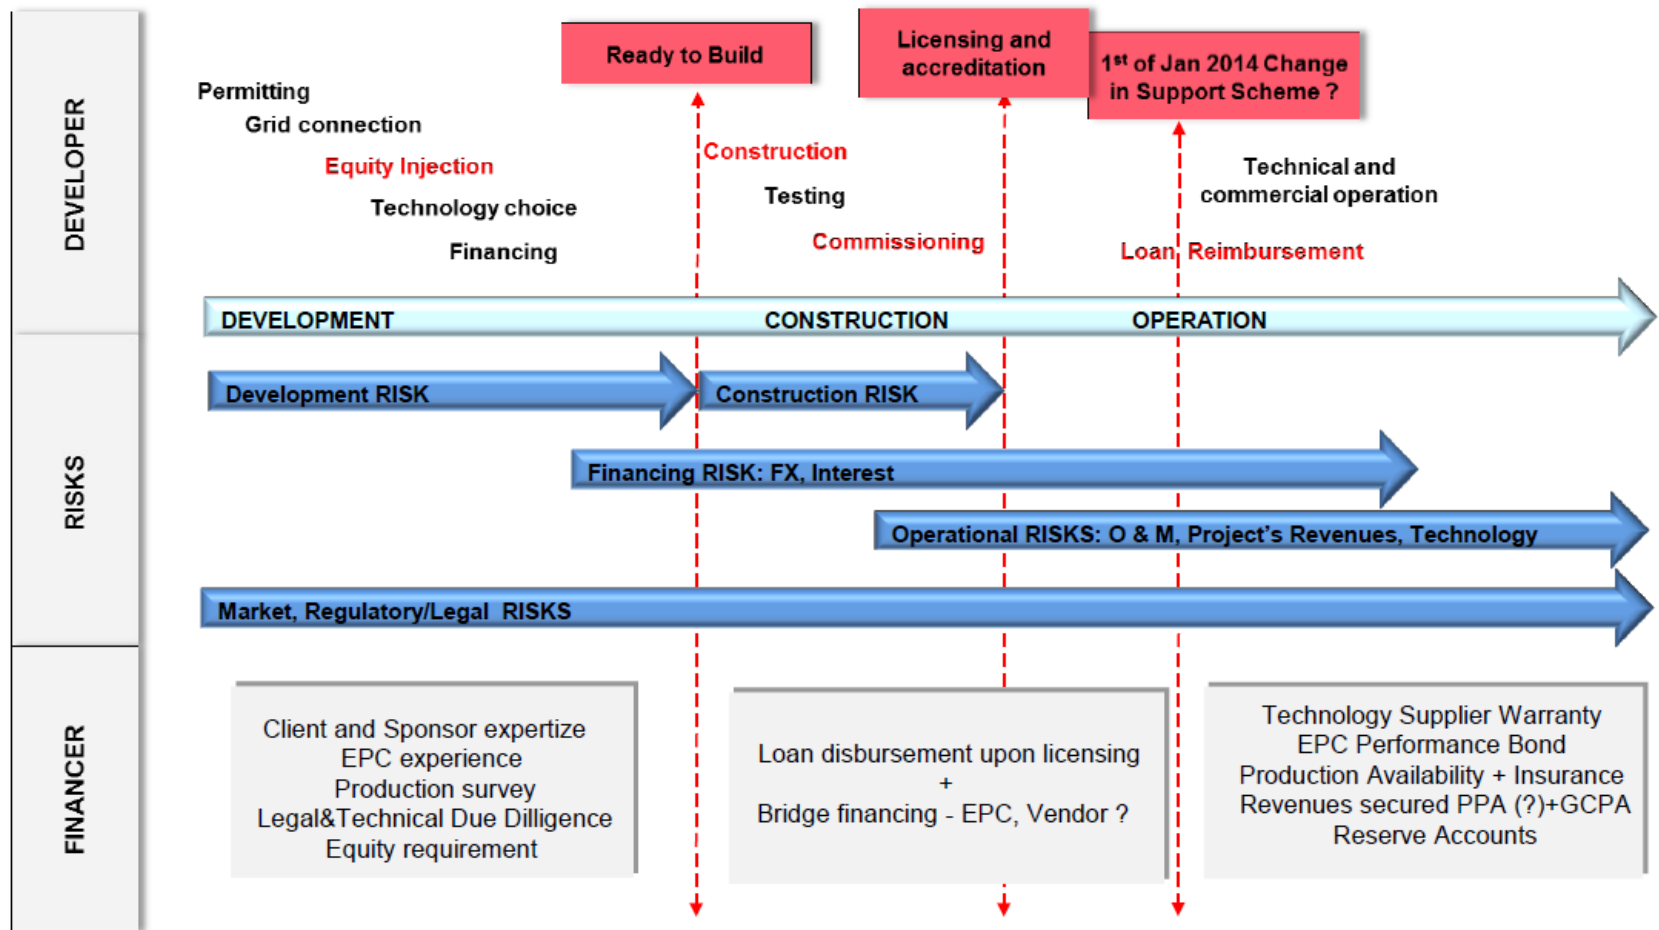 DEVELOPER
Ready to Build
Licensing and
accreditation
1st of Jan 2014 Change
in Support Scheme ?
Permitting
Grid connection
Equity Injection
Technology choice
Financing
Construction
Testing
Commissioning
Technical and
commercial operation
Loan Reimbursement
DEVELOPMENT
CONSTRUCTION
OPERATION
RISKS
Development RISK
Construction RISK
Financing RISK: FX, Interest
Operational RISKS: O & M, Project's Revenues, Technology
Market, Regulatory/Legal RISKS
FINANCER
Client and Sponsor expertize
EPC experience
Production survey
Legal&Technical Due Dilligence
Equity requirement
Loan disbursement upon licensing
+
Bridge financing - EPC, Vendor ?
Technology Supplier Warranty
EPC Performance Bond
Production Availability + Insurance
Revenues secured PPA (?)+GCPA
Reserve Accounts